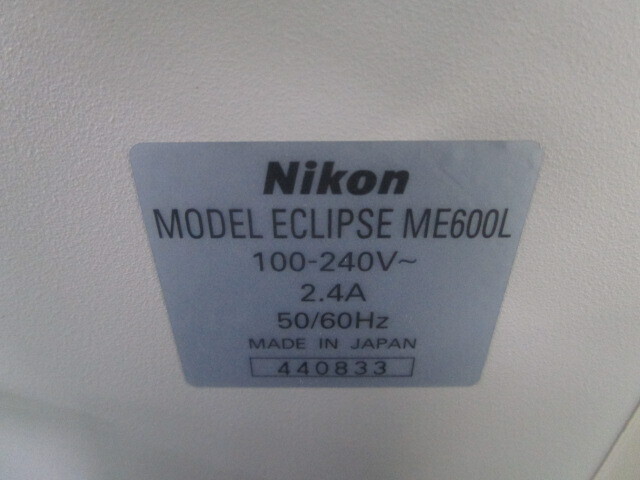 Nikon
MODEL ECLIPSE ME600L
100-240V~
2.4A
50/60Hz
MADE IN JAPAN
440833